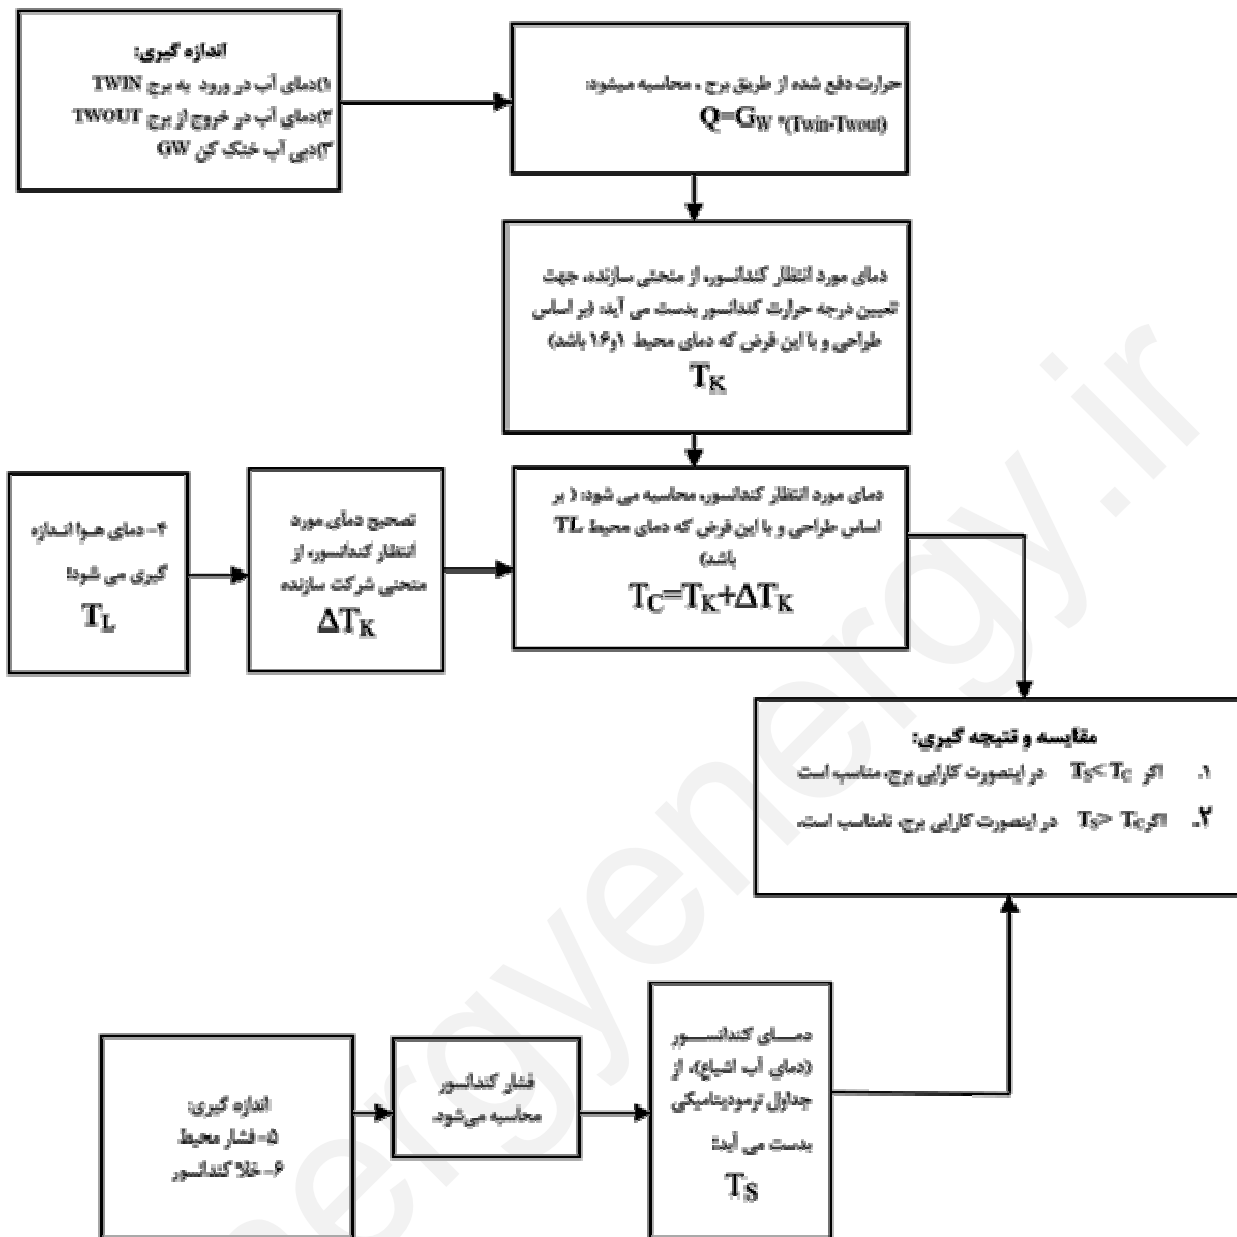 اندازه گیری:
۱)دمای آب در ورود به برج TWIN
۲)دمای آب در خروج از برج TWOUT
۳)دبی آب خنک کن GW
حرارت دفع شده از طریق برج ، محاسبه میشود:
Q=GW *(Twin-Twout)
دمای مورد انتظار کندانسور، از منحنی سازنده، جهت
تعیین درجه حرارت کندانسور بدست می آید: (بر اساس
طراحی و با این فرض که دمای محیط ۱و۱۶ باشد)
TK
۴- دمای هوا اندازه
گیری می شود:
TL
تصحیح دمای مورد
انتظار کندانسور، از
منحنی شرکت سازنده
ΔTK
دمای مورد انتظار کندانسور، محاسبه می شود: ( بر
اساس طراحی و با این فرض که دمای محیط TL
باشد)
TC=TK+ΔTK
مقایسه و نتیجه گیری:
۱. اگر TS< TC در اینصورت کارایی برج، مناسب است
۲. اگر TS> TC در اینصورت کارایی برج، نامناسب است.
اندازه گیری:
۵- فشار محیط
۶- خلا کندانسور
فشار کندانسور
محاسبه می‌شود.
دمای کندانسور
(دمای آب اشباع)، از
جداول ترمودینامیکی
بدست می آید:
TS
energyenergy.ir